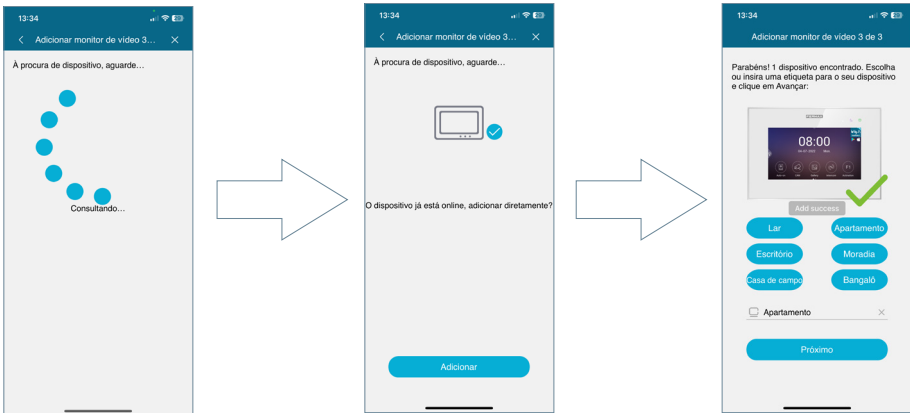 13:34
Adicionar monitor de vídeo 3...
À procura de dispositivo, aguarde...
Consultando...
13:34
Adicionar monitor de vídeo 3...
À procura de dispositivo, aguarde...
O dispositivo já está online, adicionar diretamente?
Adicionar
13:34
Adicionar monitor de vídeo 3 de 3
Parabéns! 1 dispositivo encontrado. Escolha
ou insira uma etiqueta para o seu dispositivo
e clique em Avançar:
08:00
Add success
Lar
Apartamento
Escritório
Moradia
Casa de campo
Bangalô
Apartamento
Próximo